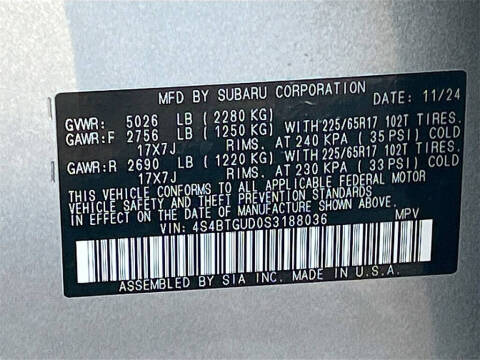 MFD BY SUBARU CORPORATION DATE: 11/24
GVWR: 5026 LB ( 2280 KG)
GAWR:F 2756 LB ( 1250 KG) WITH 225/65R17 102T TIRES.
17X7J RIMS. AT 240 KPA ( 35 PSI) COLD
GAWR:R 2690 LB ( 1220 KG) WITH 225/65R17 102T TIRES.
17X7J RIMS. AT 230 KPA ( 33 PSI) COLD
THIS VEHICLE CONFORMS TO ALL APPLICABLE FEDERAL MOTOR
VEHICLE SAFETY AND THEFT PREVENTION STANDARDS
IN EFFECT ON THE DATE OF MANUFACTURE SHOWN ABOVE.
VIN: 4S4BTGUD0S3188036 MPV
ASSEMBLED BY SIA INC. MADE IN U.S.A.